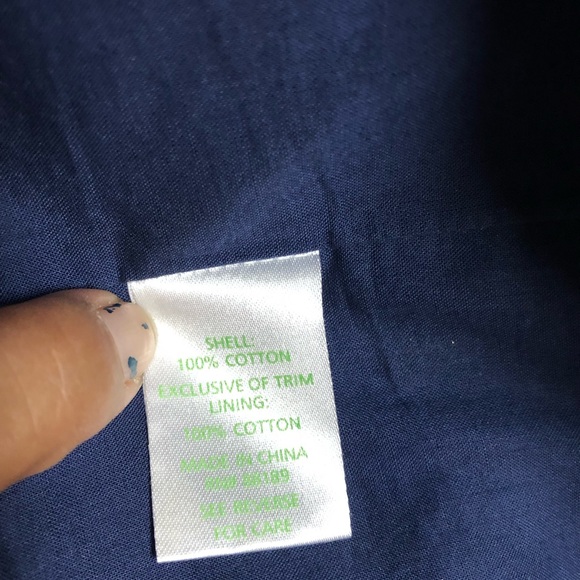 SHELL:
100% COTTON
EXCLUSIVE OF TRIM
LINING:
100% COTTON
MADE IN CHINA
SEE REVERSE
FOR CARE